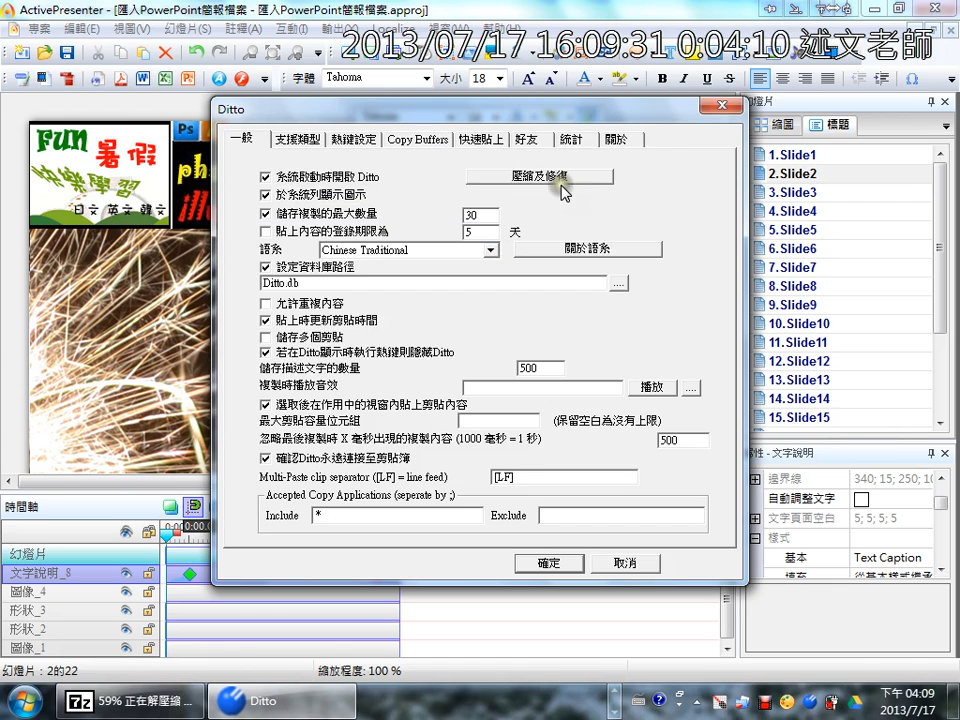 ActivePresenter - [匯入PowerPoint簡報檔案 - 匯入PowerPoint簡報檔案.approj]
專案 編輯(E) 視圖(V) 幻燈片(S) 註釋(A) 互動(I)
2013/07/17 16:09:31 0:04:10 述文老師
字體 Tahoma 大小 18
Ditto
一般 支援類型 熱鍵設定 Copy Buffers 快速貼上 好友 統計 關於
系統啟動時開啟 Ditto 壓縮及修復
於系統列顯示圖示
儲存複製的最大數量 30
貼上內容的登錄期限為 5 天
語系 Chinese Traditional 關於語系
設定資料庫路徑
Ditto.db ....
允許重複內容
貼上時更新剪貼時間
儲存多個剪貼
若在Ditto顯示時執行熱鍵則隱藏Ditto
儲存描述文字的數量 500
複製時播放音效 播放 ....
選取後在作用中的視窗內貼上剪貼內容
最大剪貼容量位元組 (保留空白為沒有上限)
忽略最後複製時 X 毫秒出現的複製內容 (1000 毫秒 = 1 秒) 500
確認Ditto永遠連接至剪貼簿
Multi-Paste clip separator ([LF] = line feed) [LF]
Accepted Copy Applications (seperate by ;)
Include * Exclude
確定 取消
FUN 暑假
快樂學習
日文 英文 韓文
Ps
幻燈片
縮圖 標題
1.Slide1
2.Slide2
3.Slide3
4.Slide4
5.Slide5
6.Slide6
7.Slide7
8.Slide8
9.Slide9
10.Slide10
11.Slide11
12.Slide12
13.Slide13
14.Slide14
15.Slide15
性 - 文字說明
邊界線 340; 15; 250; 10
自動調整文字
文字頁面空白 5; 5; 5; 5
樣式
基本 Text Caption
時間軸
幻燈片
文字說明_8
圖像_4
形狀_3
形狀_2
圖像_1
幻燈片：2的22 縮放程度: 100 %
59% 正在解壓縮 ... Ditto
下午 04:09
2013/7/17